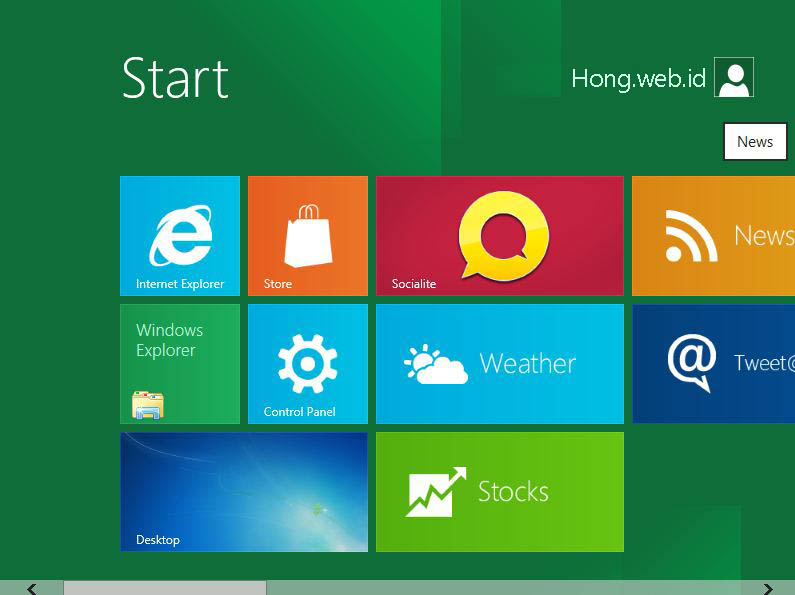 Start
Hong.web.id
News
Internet Explorer
Store
Socialite
News
Windows
Explorer
Control Panel
Weather
Tweet@
Desktop
Stocks